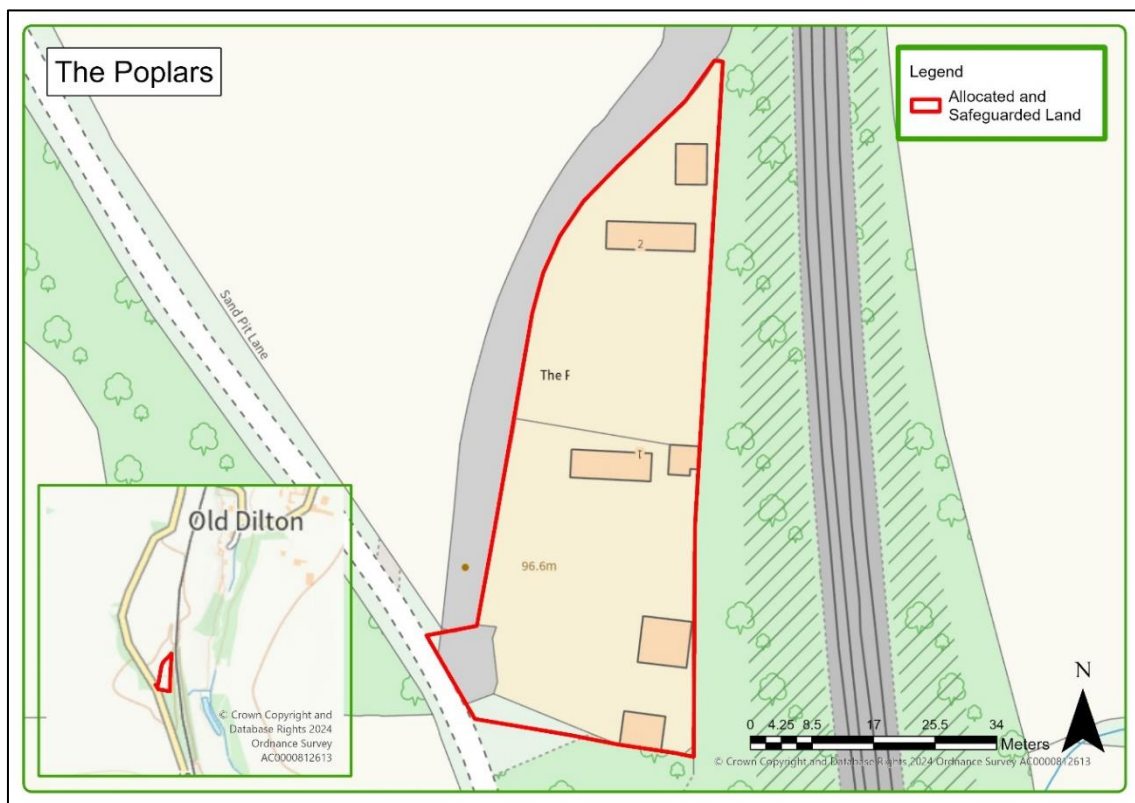 The Poplars
Legend
Allocated and
Safeguarded Land
Sand Pit Lane
2
The P
1
96.6m
Old Dilton
© Crown Copyright and
Database Rights 2024
Ordnance Survey
AC0000812613
N
0 4.25 8.5 17 25.5 34
Meters
© Crown Copyright and Database Rights 2024 Ordnance Survey AC0000812613